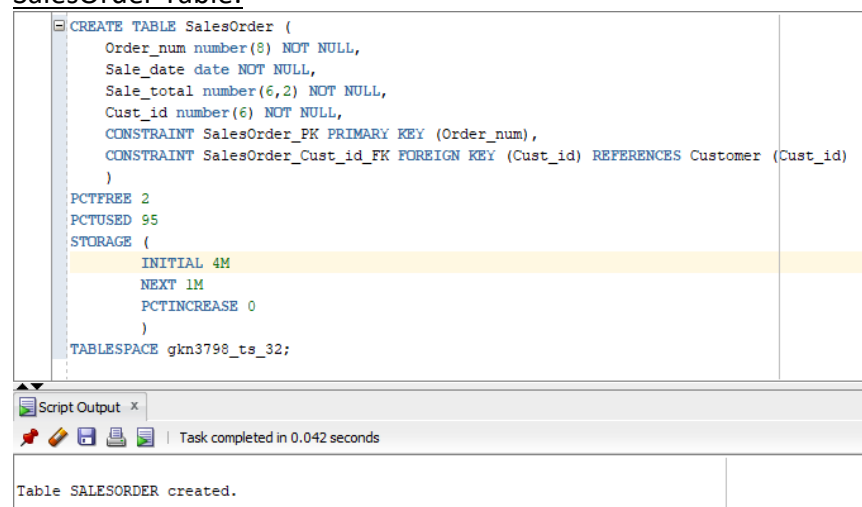 SalesOrder Table:
CREATE TABLE SalesOrder (
Order_num number(8) NOT NULL,
Sale_date date NOT NULL,
Sale_total number(6,2) NOT NULL,
Cust_id number(6) NOT NULL,
CONSTRAINT SalesOrder_PK PRIMARY KEY (Order_num),
CONSTRAINT SalesOrder_Cust_id_FK FOREIGN KEY (Cust_id) REFERENCES Customer (Cust_id)
)
PCTFREE 2
PCTUSED 95
STORAGE (
INITIAL 4M
NEXT 1M
PCTINCREASE 0
)
TABLESPACE gkn3798_ts_32;
Script Output x
Task completed in 0.042 seconds
Table SALESORDER created.